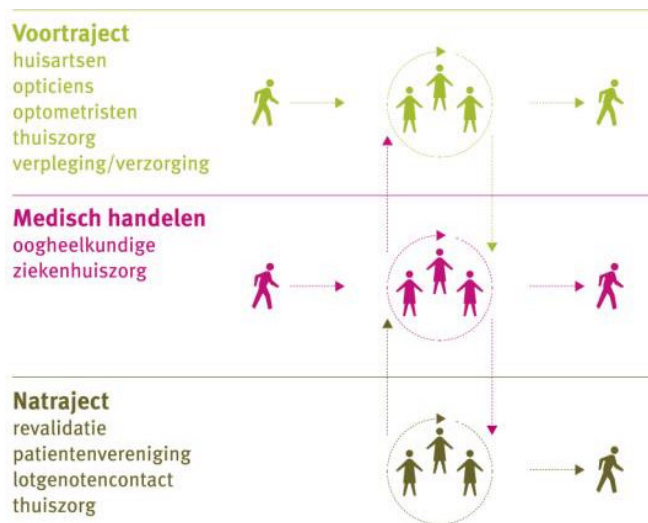 Voortraject
huisartsen
opticiens
optometristen
thuiszorg
verpleging/verzorging
Medisch handelen
oogheelkundige
ziekenhuiszorg
Natraject
revalidatie
patientenvereniging
lotgenotencontact
thuiszorg